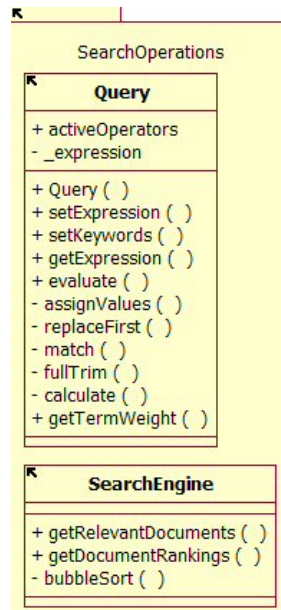 SearchOperations
Query
+ activeOperators
- _expression
+ Query ( )
+ setExpression ( )
+ setKeywords ( )
+ getExpression ( )
+ evaluate ( )
- assignValues ( )
- replaceFirst ( )
- match ( )
- fullTrim ( )
- calculate ( )
+ getTermWeight ( )
SearchEngine
+ getRelevantDocuments ( )
+ getDocumentRankings ( )
- bubbleSort ( )